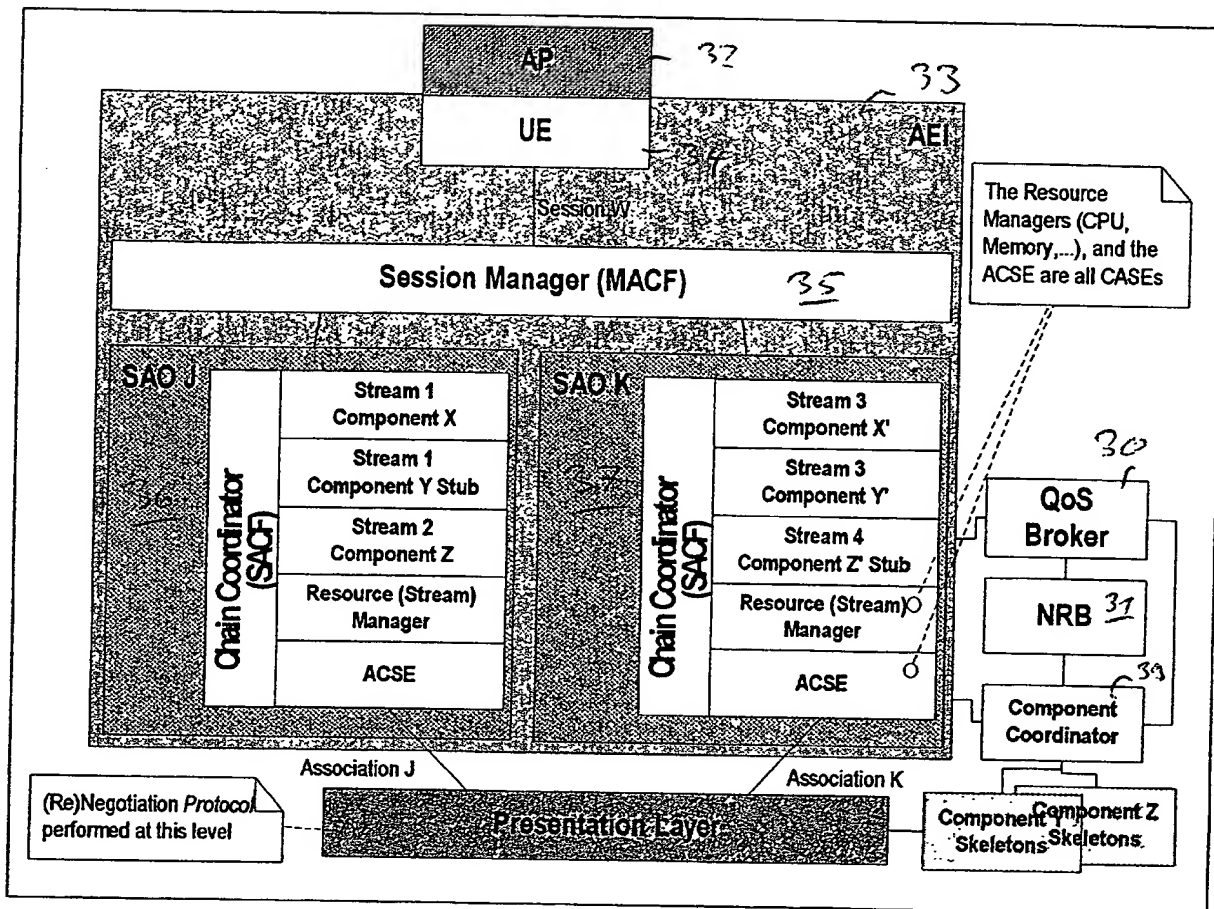 AP
32
33
UE
34
AEI
Session W
The Resource
Managers (CPU,
Memory,...), and the
ACSE are all CASEs
Session Manager (MACF)
35
SAO J
36
Chain Coordinator
(SACF)
Stream 1
Component X
Stream 1
Component Y Stub
Stream 2
Component Z
Resource (Stream)
Manager
ACSE
SAO K
37
Chain Coordinator
(SACF)
Stream 3
Component X'
Stream 3
Component Y'
Stream 4
Component Z' Stub
Resource (Stream)
Manager
ACSE
30
QoS
Broker
NRB
31
39
Component
Coordinator
Association J
Association K
(Re)Negotiation Protocol
performed at this level
Presentation Layer
Component Y
Skeletons
Component Z
Skeletons